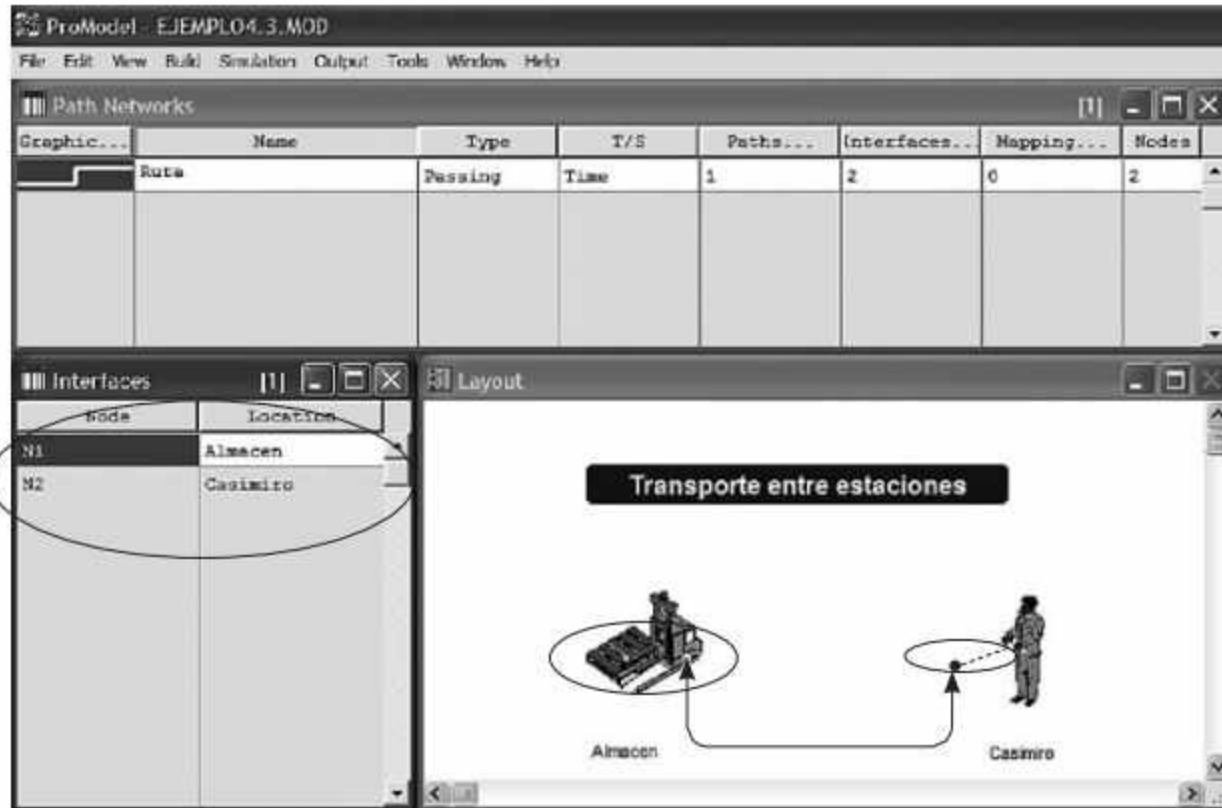 ProModel - EJEMPLO4.3.MOD
File Edit View Build Simulation Output Tools Window Help
Path Networks [1]
Graphic... Name Type T/S Paths... Interfaces... Mapping... Nodes
Ruta Passing Time 1 2 0 2
Interfaces [1]
Node Location
N1 Almacen
N2 Casimiro
Layout
Transporte entre estaciones
Almacen
Casimiro